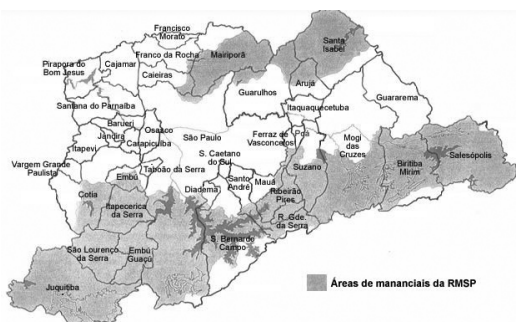 Francisco
Morato
Franco da Rocha
Mairiporã
Santa
Isabel
Pirapora do
Bom Jesus
Cajamar
Caieiras
Arujá
Guarulhos
Guararema
Santana do Parnaíba
Itaquaquecetuba
Barueri
Jandira
Osasco
São Paulo
Ferraz de
Vasconcelos
Poá
Mogi
das
Cruzes
Itapevi
Carapicuíba
Vargem Grande
Paulista
S. Caetano
do Sul
Suzano
Biritiba
Mirim
Salesópolis
Embú
Taboão da Serra
Santo
André
Mauá
Cotia
Diadema
Ribeirão
Pires
Itapecerica
da Serra
R. Gde.
da Serra
São Lourenço
da Serra
Embú
Guaçú
S. Bernardo
Campo
Juquitiba
Áreas de mananciais da RMSP